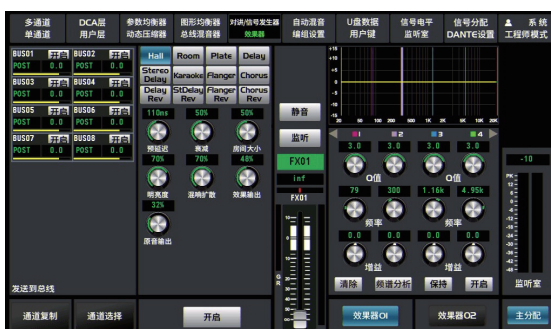 多通道 DCA层 参数均衡器 图形均衡器 对讲/信号发生器 自动混音 U盘数据 信号电平 信号分配 系统
单通道 用户层 动态压缩器 总线混音器 效果器 编组设置 用户键 监听室 DANTE设置 工程师模式
BUS01 开启 BUS02 开启
POST 0.0 POST 0.0
BUS03 开启 BUS04 开启
POST 0.0 POST 0.0
BUS05 开启 BUS06 开启
POST 0.0 POST 0.0
BUS07 开启 BUS08 开启
POST 0.0 POST 0.0
发送到总线
通道复制 通道选择
Hall Room Plate Delay
Stereo Delay Karaoke Flanger Chorus
Delay Rev StDelay Rev Flanger Rev Chorus Rev
110ms 50% 50%
预延迟 衰减 房间大小
70% 70% 48%
明亮度 混响扩散 效果输出
32%
原音输出
开启
静音
监听
FX01
inf
FX01
1 2 3 4
3.0 3.0 3.0 3.0
Q值 Q值
79 300 1.16k 4.95k
频率 频率
0.0 0.0 0.0 0.0
增益 增益
清除 频谱分析 保持 开启
效果器01 效果器02
-10
监听室
主分配